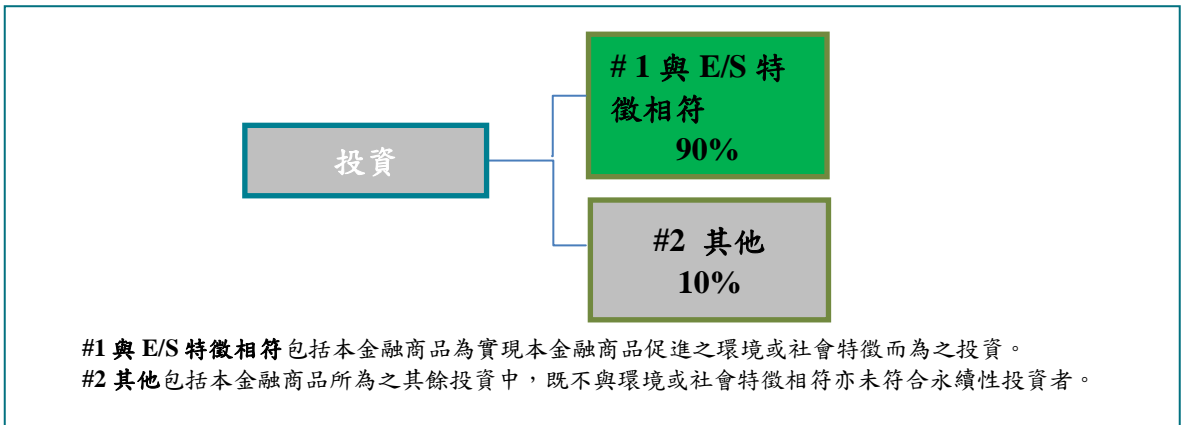 # 1 與 E/S 特
徵相符
90%
投資
#2 其他
10%
#1 與 E/S 特徵相符包括本金融商品為實現本金融商品促進之環境或社會特徵而為之投資。
#2 其他包括本金融商品所為之其餘投資中，既不與環境或社會特徵相符亦未符合永續性投資者。